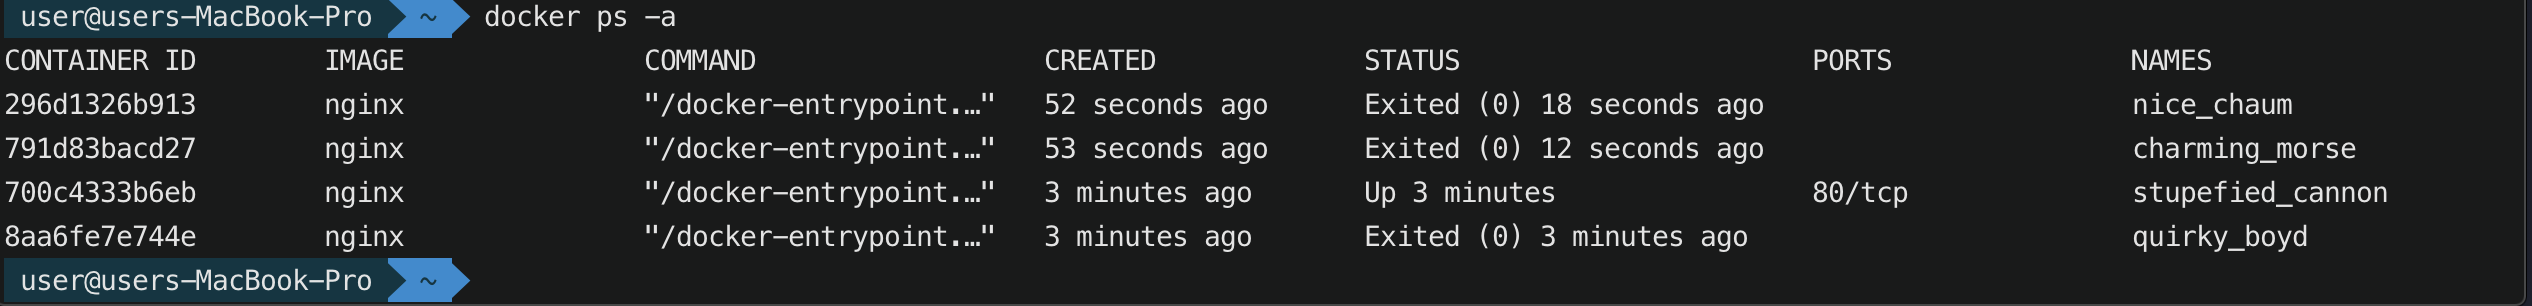 user@users-MacBook-Pro ~ docker ps -a
CONTAINER ID IMAGE COMMAND CREATED STATUS PORTS NAMES
296d1326b913 nginx "/docker-entrypoint.…" 52 seconds ago Exited (0) 18 seconds ago nice_chaum
791d83bacd27 nginx "/docker-entrypoint.…" 53 seconds ago Exited (0) 12 seconds ago charming_morse
700c4333b6eb nginx "/docker-entrypoint.…" 3 minutes ago Up 3 minutes 80/tcp stupefied_cannon
8aa6fe7e744e nginx "/docker-entrypoint.…" 3 minutes ago Exited (0) 3 minutes ago quirky_boyd
user@users-MacBook-Pro ~